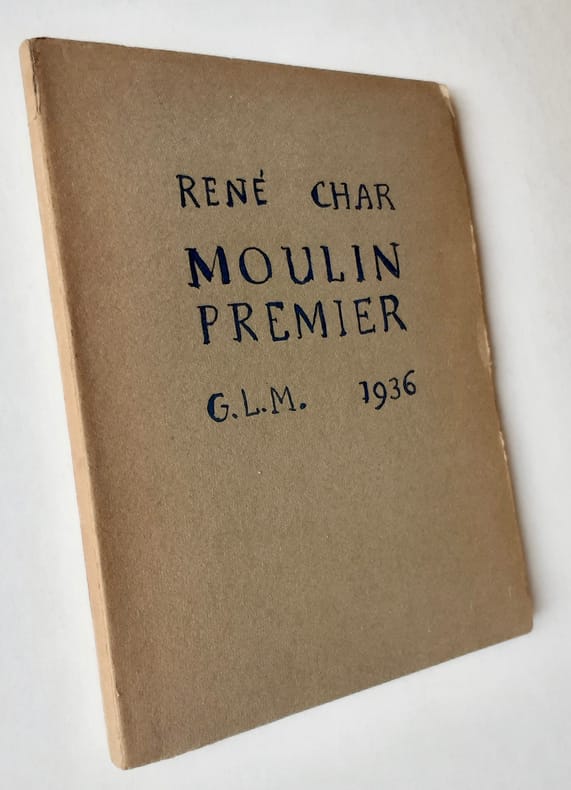 RENÉ CHAR
MOULIN
PREMIER
G.L.M. 1936